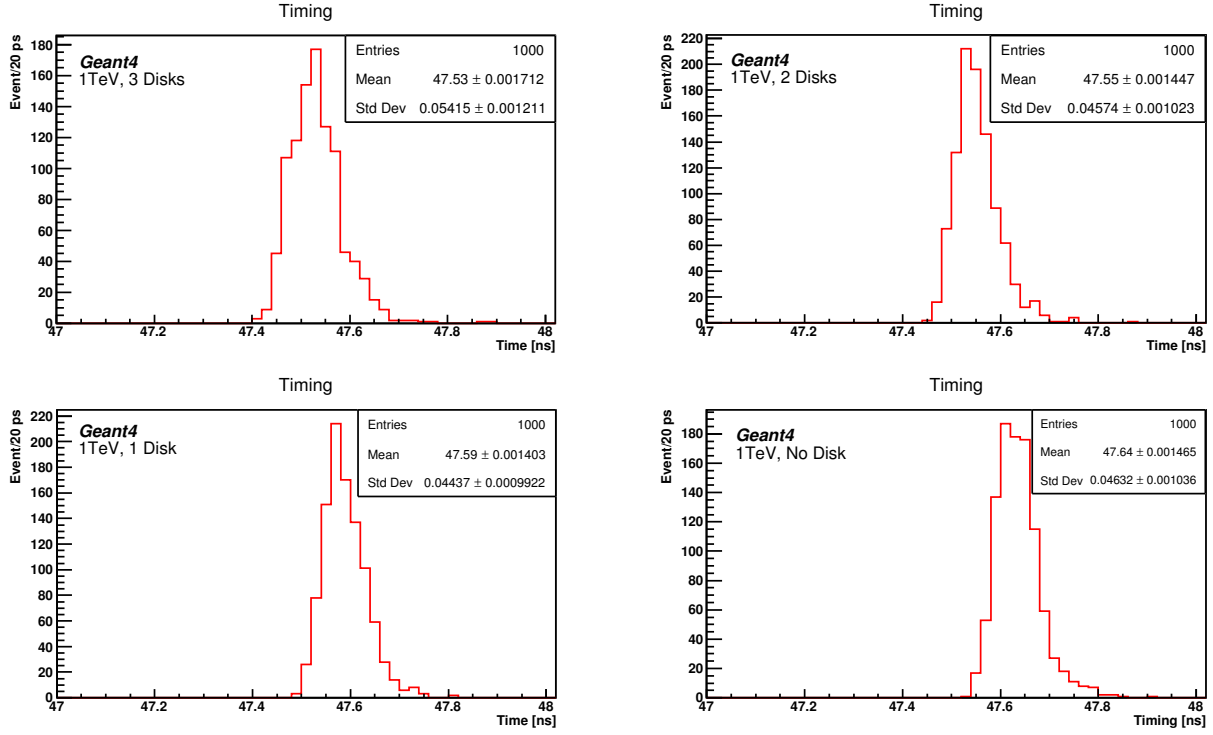 Timing
Event/20 ps
Geant4
1TeV, 3 Disks
Entries 1000
Mean 47.53 ± 0.001712
Std Dev 0.05415 ± 0.001211
180
160
140
120
100
80
60
40
20
0
47 47.2 47.4 47.6 47.8 48
Time [ns]
Timing
Event/20 ps
Geant4
1TeV, 2 Disks
Entries 1000
Mean 47.55 ± 0.001447
Std Dev 0.04574 ± 0.001023
220
200
180
160
140
120
100
80
60
40
20
0
47 47.2 47.4 47.6 47.8 48
Time [ns]
Timing
Event/20 ps
Geant4
1TeV, 1 Disk
Entries 1000
Mean 47.59 ± 0.001403
Std Dev 0.04437 ± 0.0009922
220
200
180
160
140
120
100
80
60
40
20
0
47 47.2 47.4 47.6 47.8 48
Time [ns]
Timing
Event/20 ps
Geant4
1TeV, No Disk
Entries 1000
Mean 47.64 ± 0.001465
Std Dev 0.04632 ± 0.001036
180
160
140
120
100
80
60
40
20
0
47 47.2 47.4 47.6 47.8 48
Timing [ns]